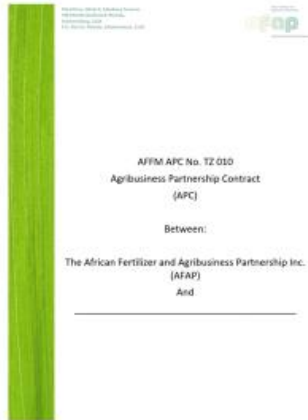 afap
AFFM APC No. TZ 010
Agribusiness Partnership Contract
(APC)
Between:
The African Fertilizer and Agribusiness Partnership Inc.
(AFAP)
And